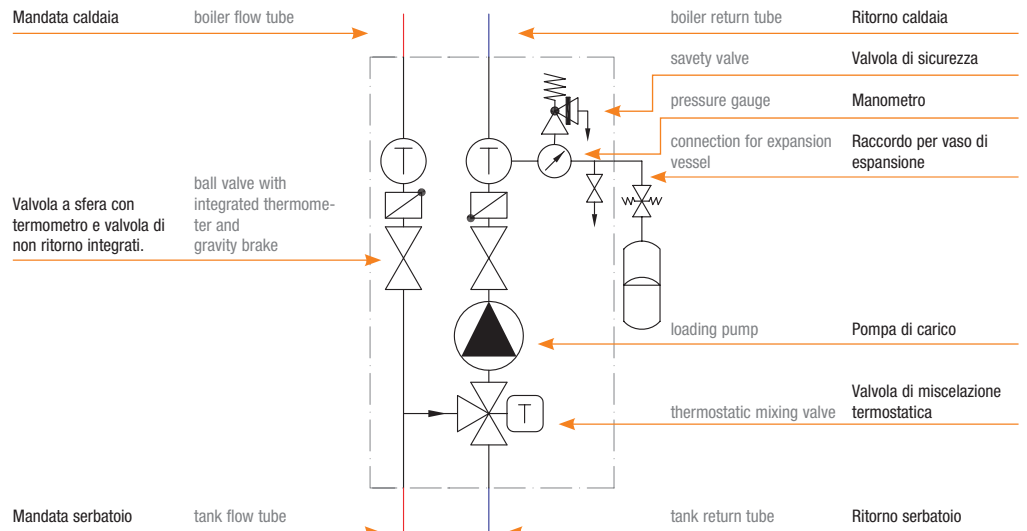 Mandata caldaia
boiler flow tube
boiler return tube
Ritorno caldaia
savety valve
Valvola di sicurezza
pressure gauge
Manometro
connection for expansion
vessel
Raccordo per vaso di
espansione
T
T
Valvola a sfera con
termometro e valvola di
non ritorno integrati.
ball valve with
integrated thermome-
ter and
gravity brake
loading pump
Pompa di carico
thermostatic mixing valve
Valvola di miscelazione
termostatica
T
Mandata serbatoio
tank flow tube
tank return tube
Ritorno serbatoio